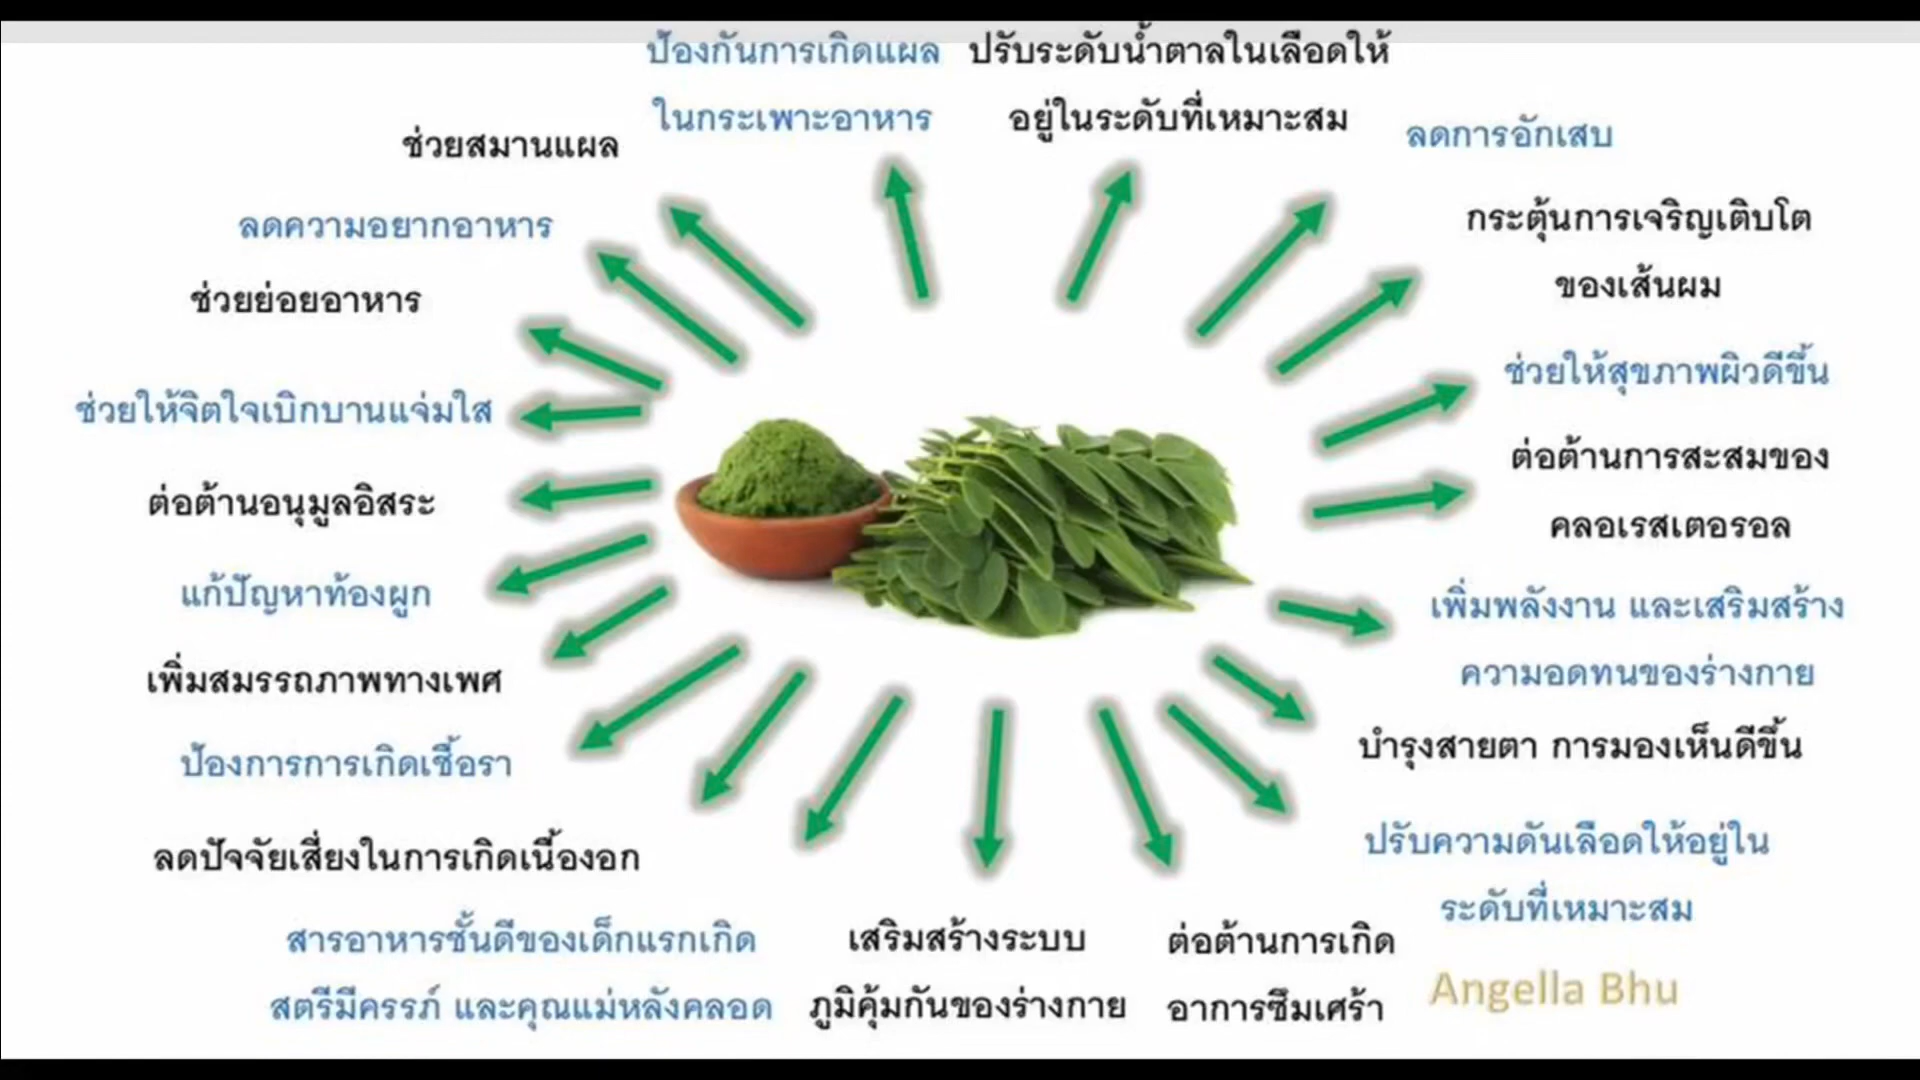 ป้องกันการเกิดแผล
ในกระเพาะอาหาร
ปรับระดับน้ำตาลในเลือดให้
อยู่ในระดับที่เหมาะสม
ลดการอักเสบ
กระตุ้นการเจริญเติบโต
ของเส้นผม
ช่วยให้สุขภาพผิวดีขึ้น
ต่อต้านการสะสมของ
คลอเรสเตอรอล
เพิ่มพลังงาน และเสริมสร้าง
ความอดทนของร่างกาย
บำรุงสายตา การมองเห็นดีขึ้น
ปรับความดันเลือดให้อยู่ใน
ระดับที่เหมาะสม
ต่อต้านการเกิด
อาการซึมเศร้า
เสริมสร้างระบบ
ภูมิคุ้มกันของร่างกาย
สารอาหารชั้นดีของเด็กแรกเกิด
สตรีมีครรภ์ และคุณแม่หลังคลอด
ลดปัจจัยเสี่ยงในการเกิดเนื้องอก
ป้องการการเกิดเชื้อรา
เพิ่มสมรรถภาพทางเพศ
แก้ปัญหาท้องผูก
ต่อต้านอนุมูลอิสระ
ช่วยให้จิตใจเบิกบานแจ่มใส
ช่วยย่อยอาหาร
ลดความอยากอาหาร
ช่วยสมานแผล
Angella Bhu